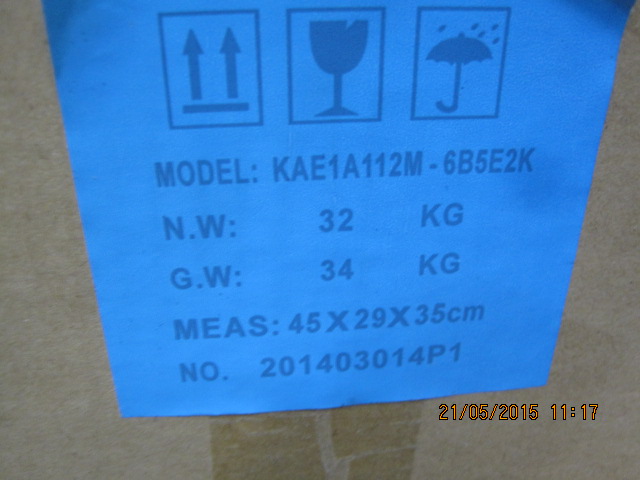 MODEL: KAE1A112M - 6B5E2K
N.W: 32 KG
G.W: 34 KG
MEAS: 45X29X35cm
NO. 201403014P1
21/05/2015 11:17